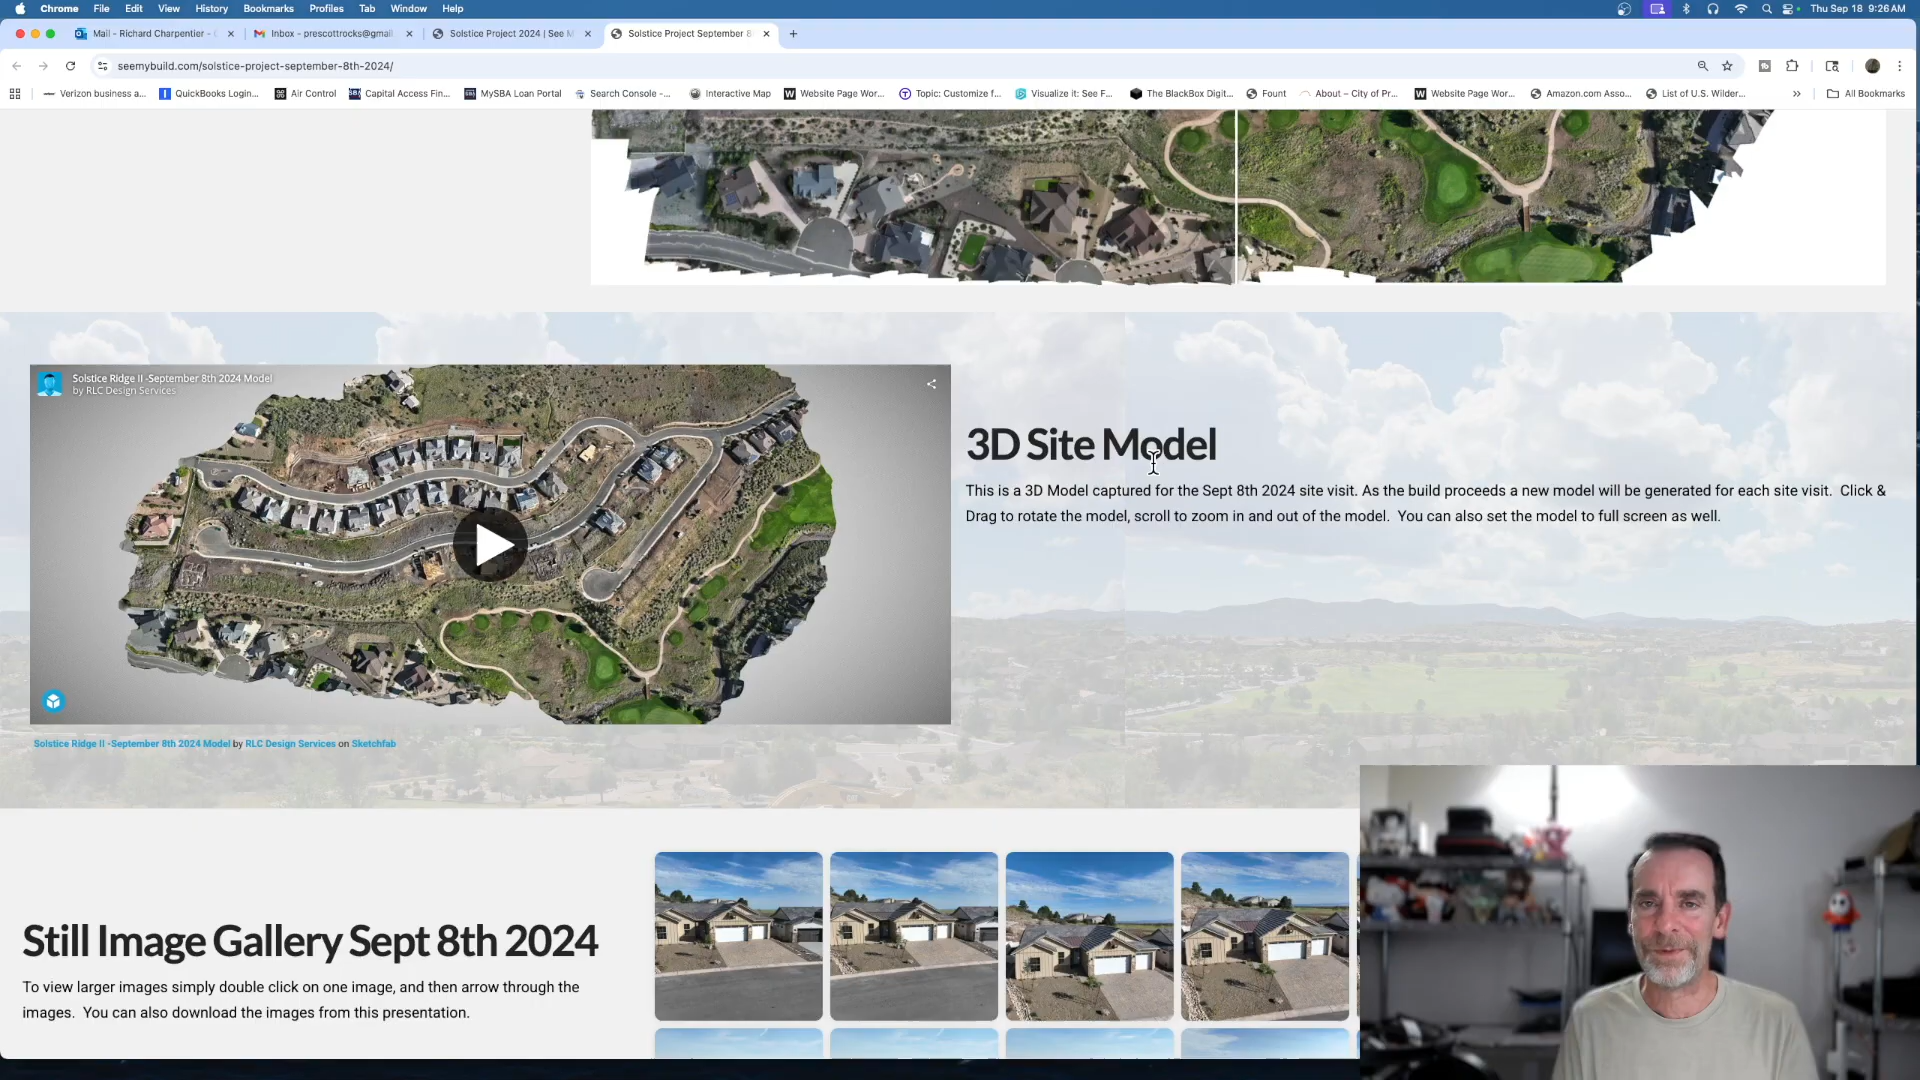 Chrome File Edit View History Bookmarks Profiles Tab Window Help
Thu Sep 18 9:26 AM
Mail - Richard Charpentier -
Inbox - prescottrocks@gmai
Solstice Project 2024 | See M
Solstice Project September 8
seemybuild.com/solstice-project-september-8th-2024/
Verizon business a... QuickBooks Login... Air Control Capital Access Fin... MySBA Loan Portal Search Console -... Interactive Map Website Page Wor... Topic: Customize f... Visualize it: See F... The BlackBox Digit... Fount About – City of Pr... Website Page Wor... Amazon.com Asso... List of U.S. Wilder... » All Bookmarks
Solstice Ridge II -September 8th 2024 Model
by RLC Design Services
3D Site Model
This is a 3D Model captured for the Sept 8th 2024 site visit. As the build proceeds a new model will be generated for each site visit. Click &
Drag to rotate the model, scroll to zoom in and out of the model. You can also set the model to full screen as well.
Solstice Ridge II -September 8th 2024 Model by RLC Design Services on Sketchfab
Still Image Gallery Sept 8th 2024
To view larger images simply double click on one image, and then arrow through the
images. You can also download the images from this presentation.